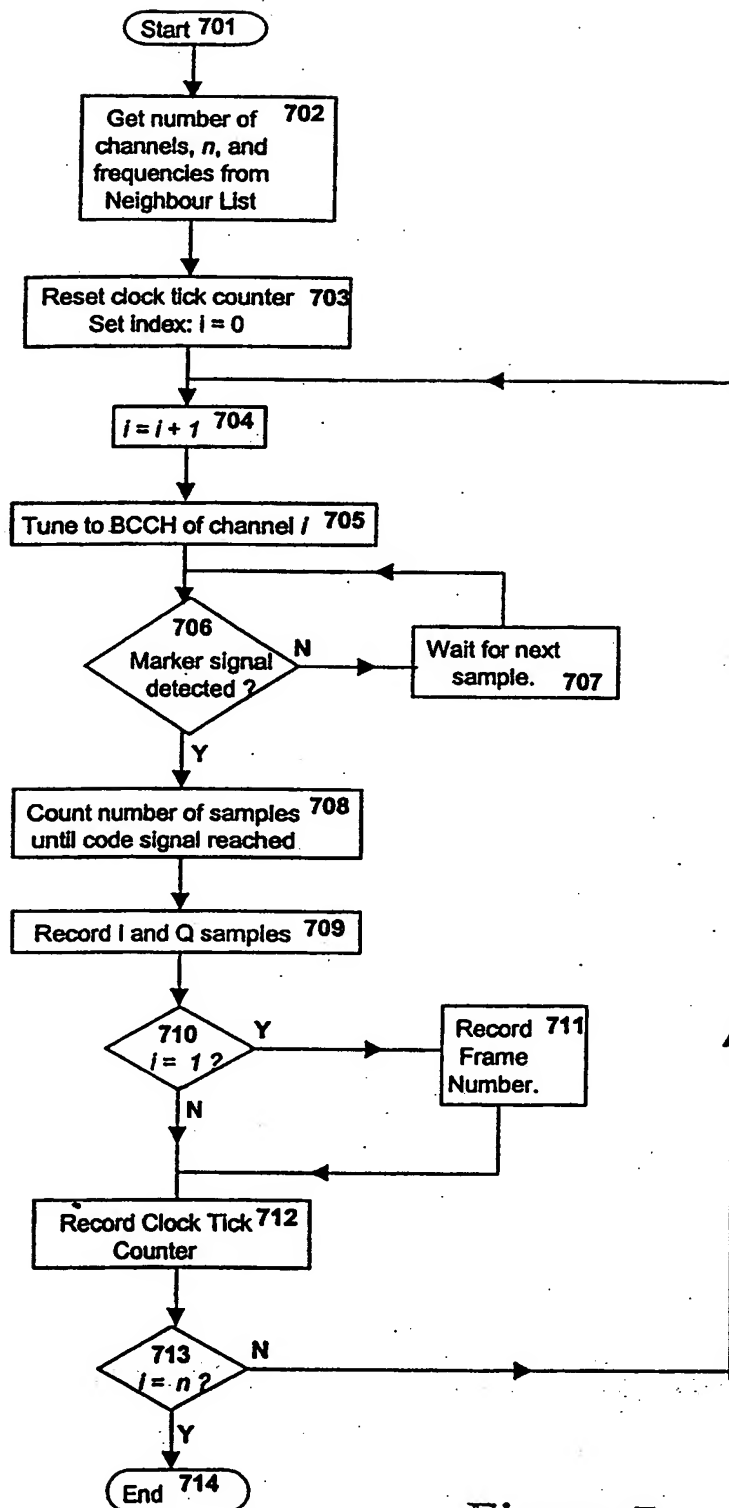 Start 701
Get number of 702
channels, n, and
frequencies from
Neighbour List
Reset clock tick counter 703
Set index: i = 0
i = i + 1 704
Tune to BCCH of channel i 705
706
Marker signal
detected ?
N
Wait for next
sample. 707
Y
Count number of samples 708
until code signal reached
Record I and Q samples 709
710
i = 1 ?
Y
Record 711
Frame
Number.
N
Record Clock Tick 712
Counter
713
i = n ?
N
Y
End 714